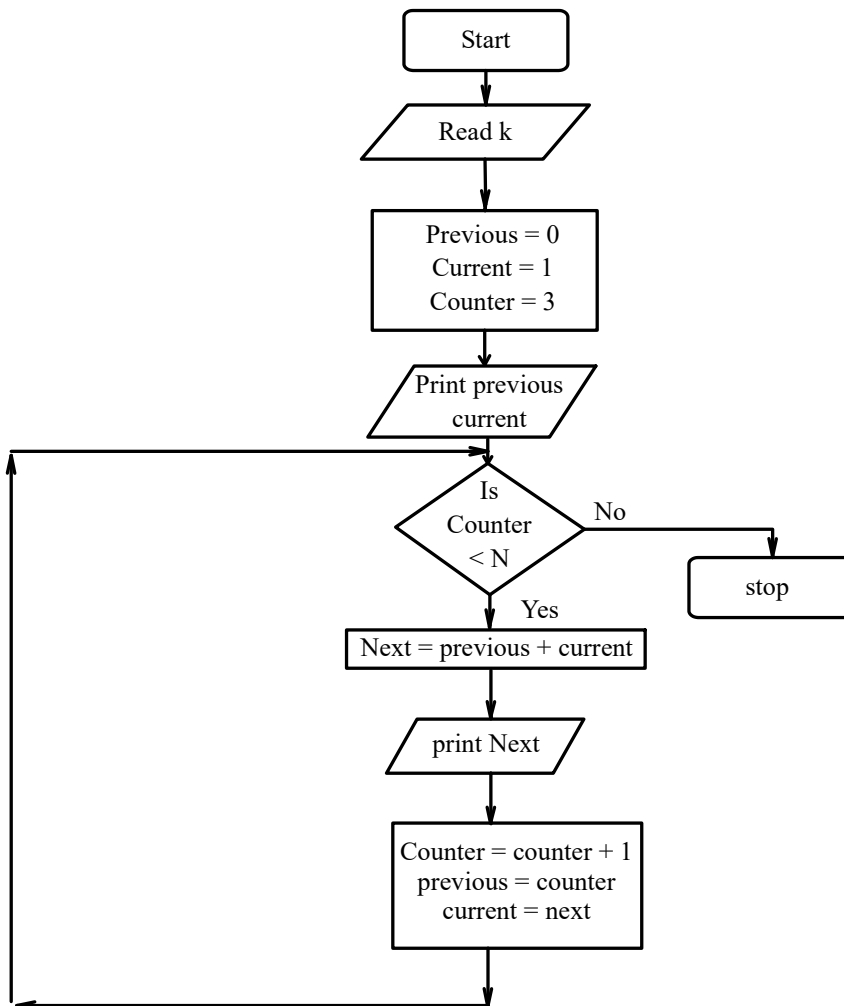 Start
Read k
Previous = 0
Current = 1
Counter = 3
Print previous
current
Is
Counter
< N
No
stop
Yes
Next = previous + current
print Next
Counter = counter + 1
previous = counter
current = next